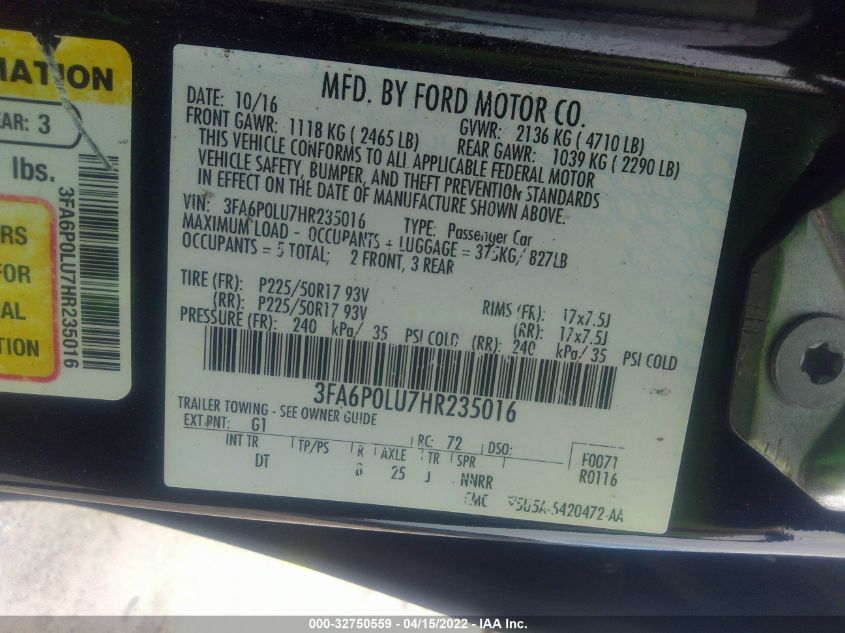 MATION
EAR: 3
lbs.
RS
FOR
AL
TION
3FA6P0LU7HR235016
MFD. BY FORD MOTOR CO.
DATE: 10/16
GVWR: 2136 KG ( 4710 LB)
FRONT GAWR: 1118 KG ( 2465 LB)
REAR GAWR: 1039 KG ( 2290 LB)
THIS VEHICLE CONFORMS TO ALL APPLICABLE FEDERAL MOTOR
VEHICLE SAFETY, BUMPER, AND THEFT PREVENTION STANDARDS
IN EFFECT ON THE DATE OF MANUFACTURE SHOWN ABOVE.
VIN: 3FA6P0LU7HR235016 TYPE: Passenger Car
MAXIMUM LOAD - OCCUPANTS + LUGGAGE = 375KG/ 827LB
OCCUPANTS = 5 TOTAL; 2 FRONT, 3 REAR
TIRE (FR): P225/50R17 93V RIMS (FR): 17x7.5J
(RR): P225/50R17 93V (RR): 17x7.5J
PRESSURE (FR): 240 kPa/ 35 PSI COLD (RR): 240 kPa/ 35 PSI COLD
3FA6P0LU7HR235016
TRAILER TOWING - SEE OWNER GUIDE
EXT PNT: G1 RC: 72 DSO: F0071
INT TR TP/PS R AXLE TR SPR R0116
DT 6 25 J NNRR
000-32750559 - 04/15/2022 - IAA Inc.